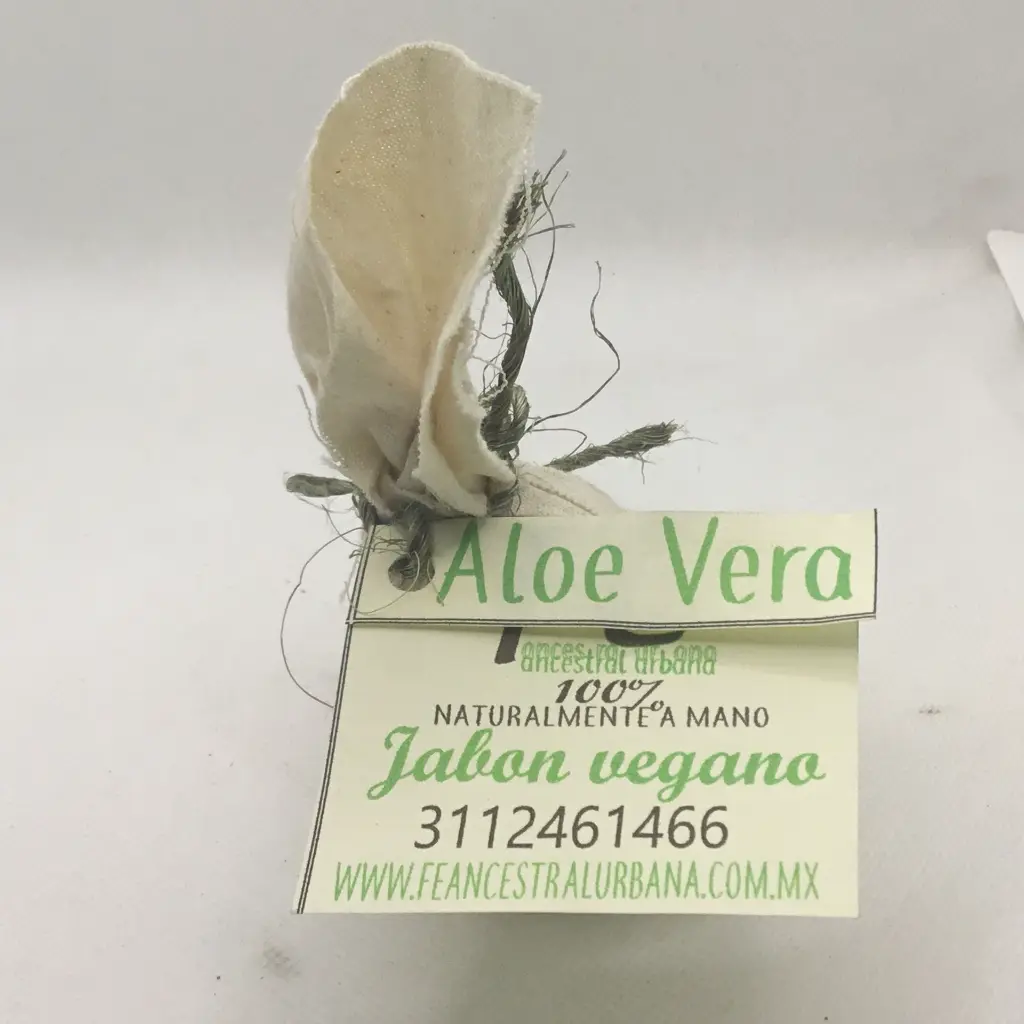 Aloe Vera
ancestral urbana
100%
NATURALMENTE A MANO
Jabon vegano
3112461466
WWW.FEANCESTRALURBANA.COM.MX